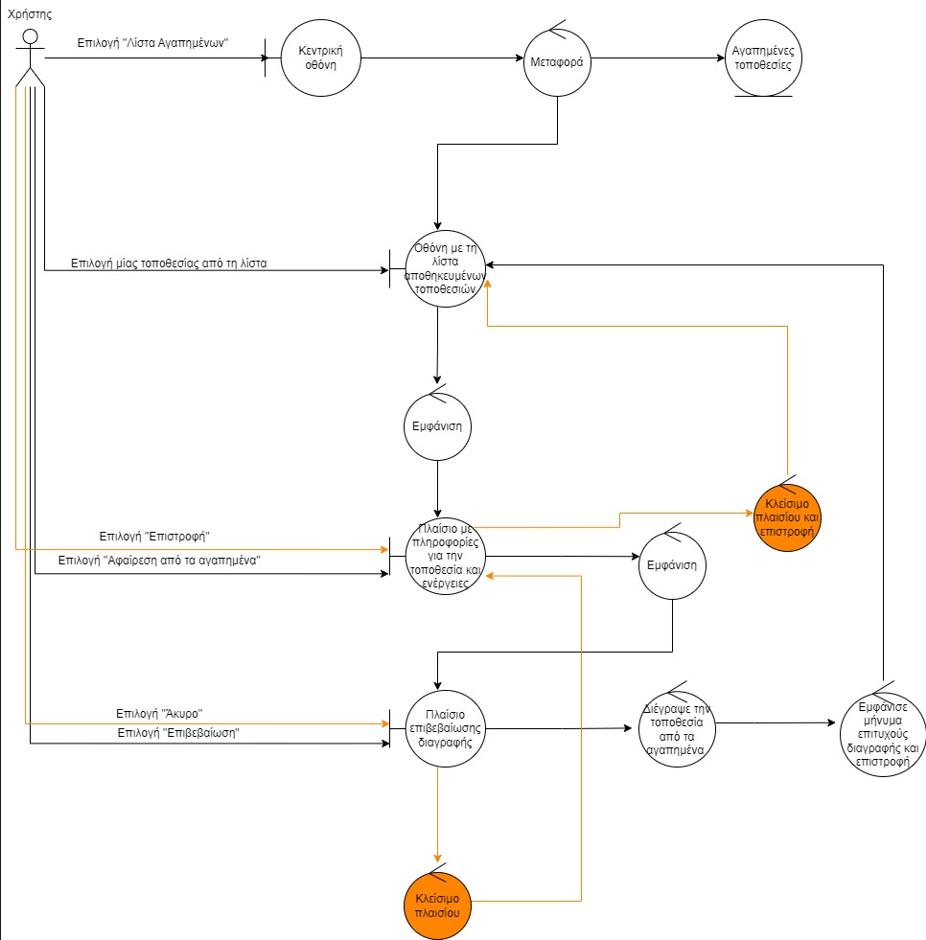 Χρήστης
Επιλογή "Λίστα Αγαπημένων"
Κεντρική
οθόνη
Μεταφορά
Αγαπημένες
τοποθεσίες
Επιλογή μίας τοποθεσίας από τη λίστα
Οθόνη με τη
λίστα
αποθηκευμένων
τοποθεσιών
Εμφάνιση
Κλείσιμο
πλαισίου και
επιστροφή
Επιλογή "Επιστροφή"
Επιλογή "Αφαίρεση από τα αγαπημένα"
Πλαίσιο με
πληροφορίες
για την
τοποθεσία και
ενέργειες
Εμφάνιση
Επιλογή "Άκυρο"
Επιλογή "Επιβεβαίωση"
Πλαίσιο
επιβεβαίωσης
διαγραφής
Διέγραψε την
τοποθεσία
από τα
αγαπημένα
Εμφάνισε
μήνυμα
επιτυχούς
διαγραφής και
επιστροφή
Κλείσιμο
πλαισίου